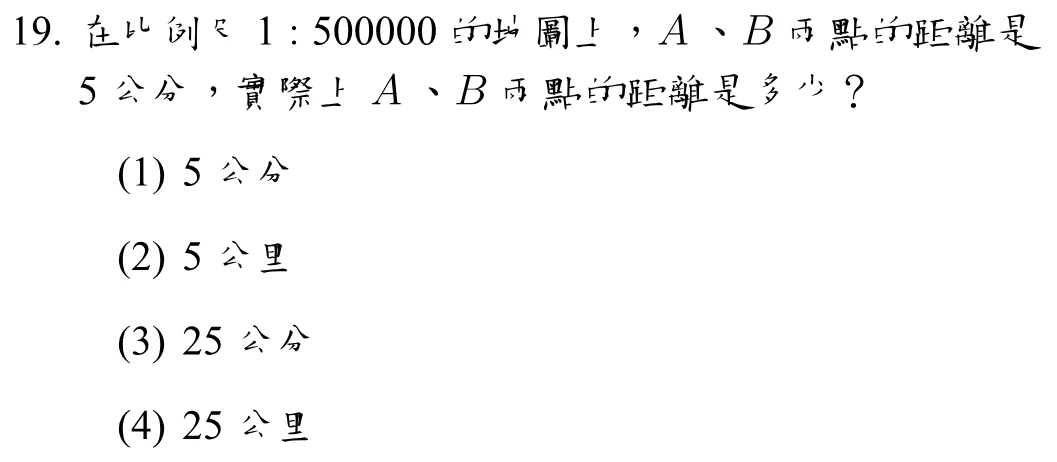 19. 在比例尺 1 : 500000 的地圖上，A、B 兩點的距離是
5 公分，實際上 A、B 兩點的距離是多少？
(1) 5 公分
(2) 5 公里
(3) 25 公分
(4) 25 公里